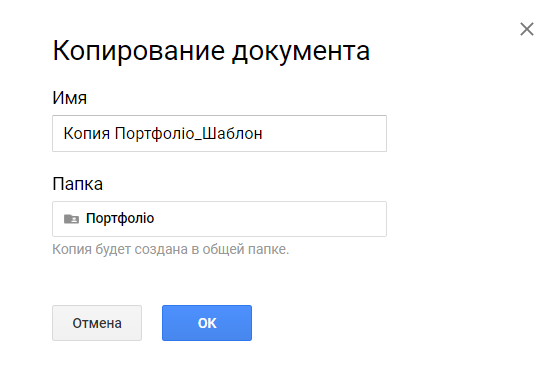 Копирование документа
Имя
Копия Портфоліо_Шаблон
Папка
Портфоліо
Копия будет создана в общей папке.
Отмена
ОК